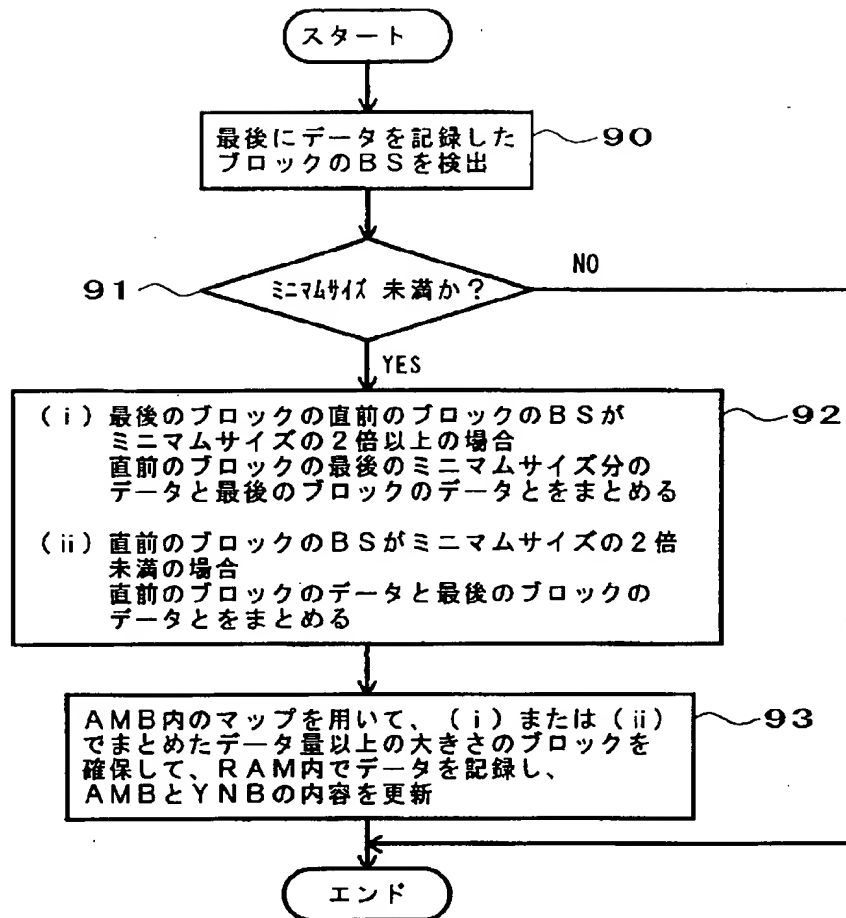 スタート
最後にデータを記録した
ブロックのBSを検出
90
91
ミニマムサイズ 未満か?
NO
YES
92
(i)最後のブロックの直前のブロックのBSが
ミニマムサイズの2倍以上の場合
直前のブロックの最後のミニマムサイズ分の
データと最後のブロックのデータとをまとめる
(ii)直前のブロックのBSがミニマムサイズの2倍
未満の場合
直前のブロックのデータと最後のブロックの
データとをまとめる
93
AMB内のマップを用いて、(i)または(ii)
でまとめたデータ量以上の大きさのブロックを
確保して、RAM内でデータを記録し、
AMBとYNBの内容を更新
エンド